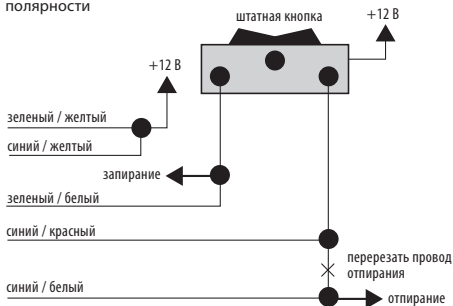 полярности
штатная кнопка
+12 В
+12 В
зеленый / желтый
синий / желтый
запирание
зеленый / белый
синий / красный
перерезать провод
отпирания
синий / белый
отпирание